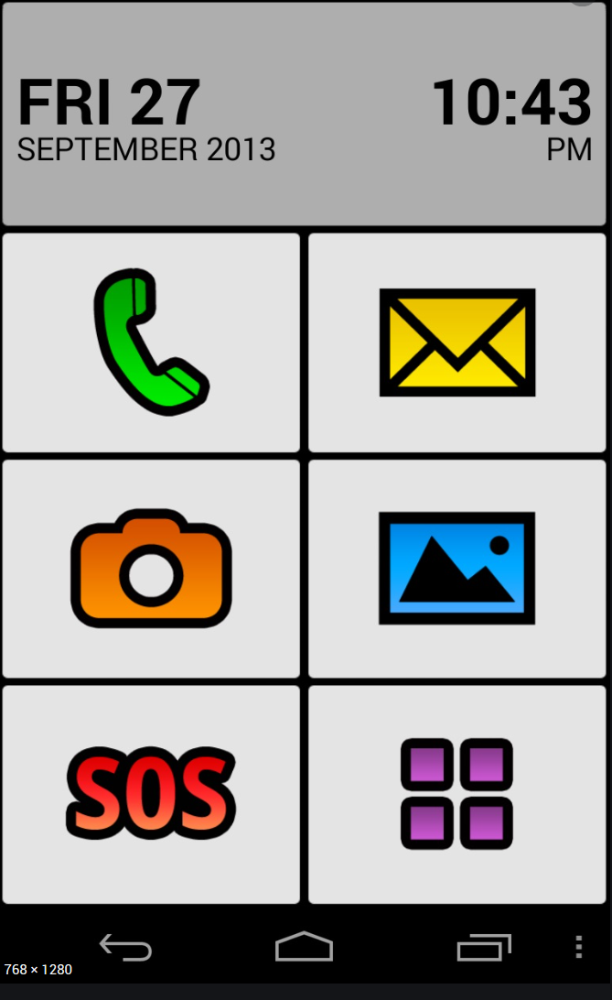 FRI 27
10:43
SEPTEMBER 2013
PM
SOS
768 × 1280